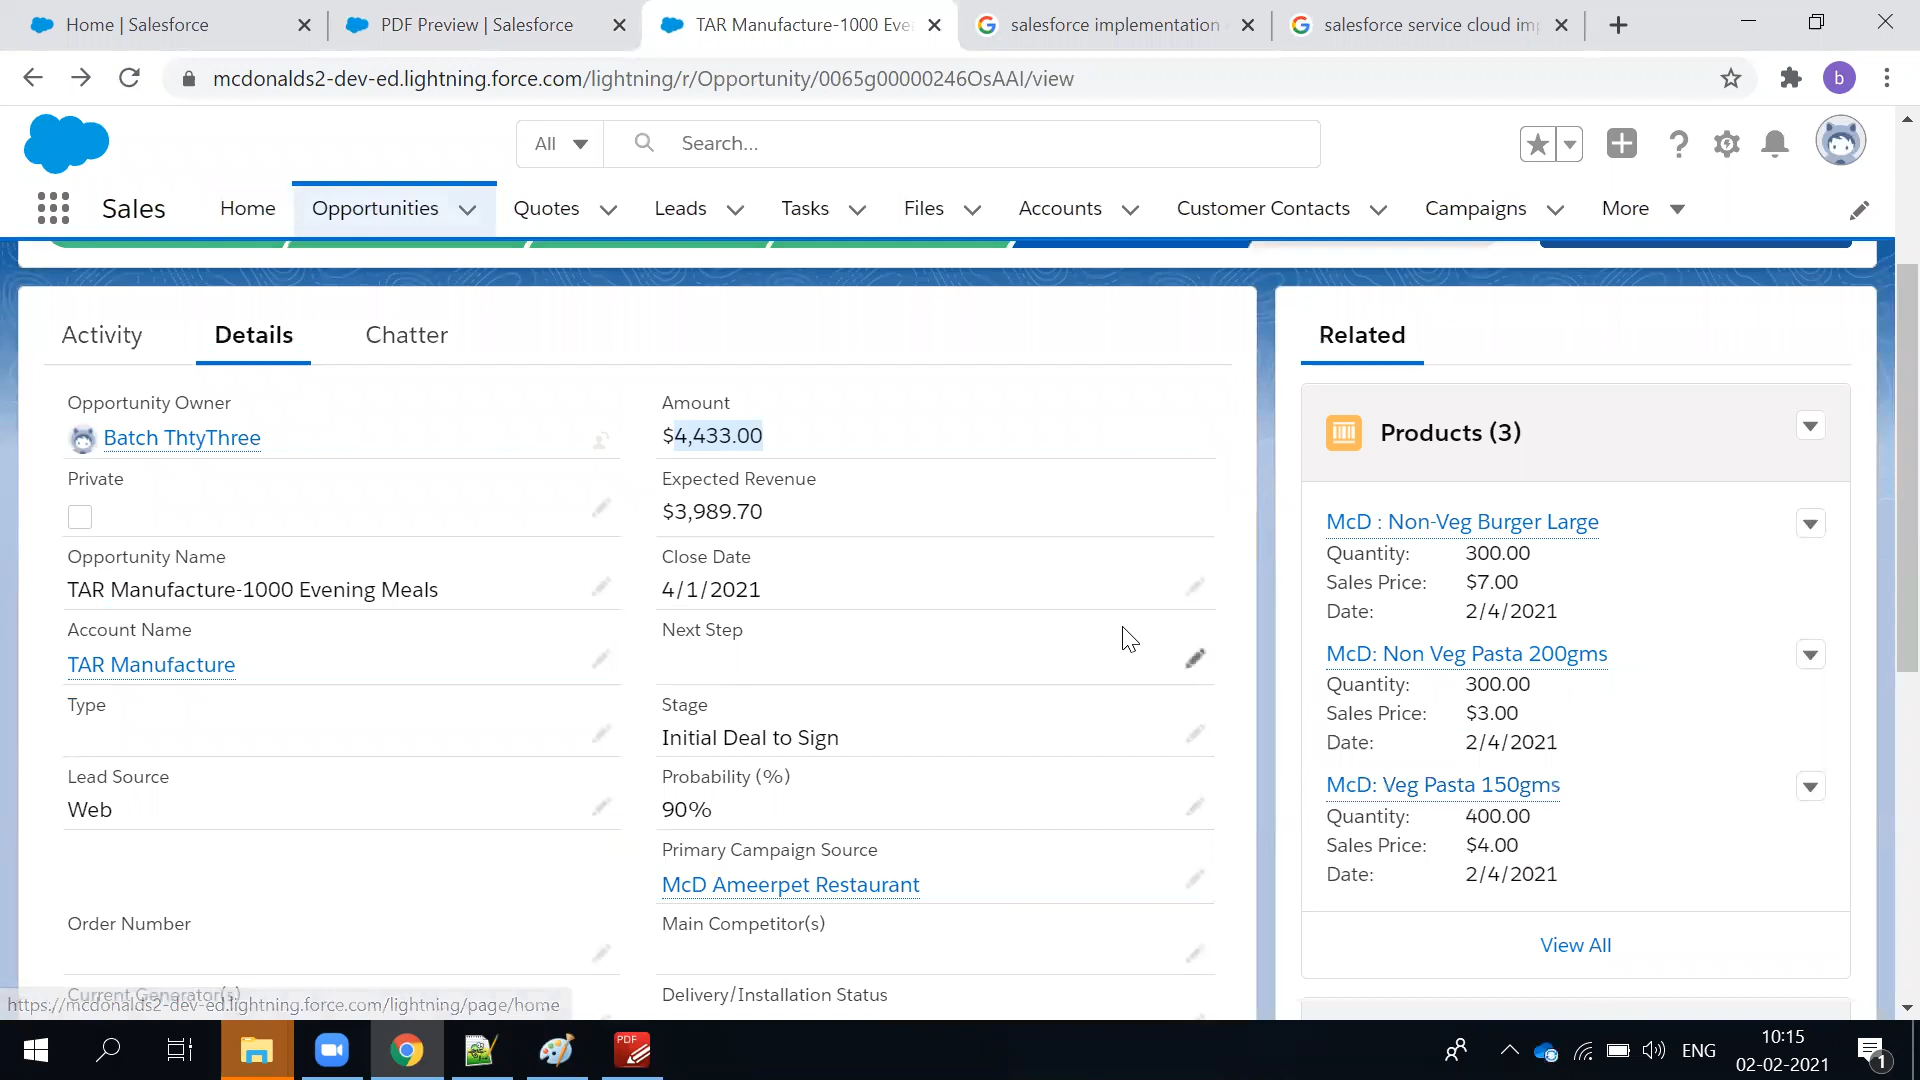 Home | Salesforce
PDF Preview | Salesforce
TAR Manufacture-1000 Eve
salesforce implementation
salesforce service cloud im
mcdonalds2-dev-ed.lightning.force.com/lightning/r/Opportunity/0065g00000246OsAAI/view
b
All
Search...
Sales
Home
Opportunities
Quotes
Leads
Tasks
Files
Accounts
Customer Contacts
Campaigns
More
Activity
Details
Chatter
Opportunity Owner
Batch ThtyThree
Amount
$4,433.00
Private
Expected Revenue
$3,989.70
Opportunity Name
TAR Manufacture-1000 Evening Meals
Close Date
4/1/2021
Account Name
TAR Manufacture
Next Step
Type
Stage
Initial Deal to Sign
Lead Source
Web
Probability (%)
90%
Primary Campaign Source
McD Ameerpet Restaurant
Order Number
Main Competitor(s)
Current Generator(s)
Delivery/Installation Status
https://mcdonalds2-dev-ed.lightning.force.com/lightning/page/home
Related
Products (3)
McD : Non-Veg Burger Large
Quantity: 300.00
Sales Price: $7.00
Date: 2/4/2021
McD: Non Veg Pasta 200gms
Quantity: 300.00
Sales Price: $3.00
Date: 2/4/2021
McD: Veg Pasta 150gms
Quantity: 400.00
Sales Price: $4.00
Date: 2/4/2021
View All
PDF
ENG
10:15
02-02-2021
1